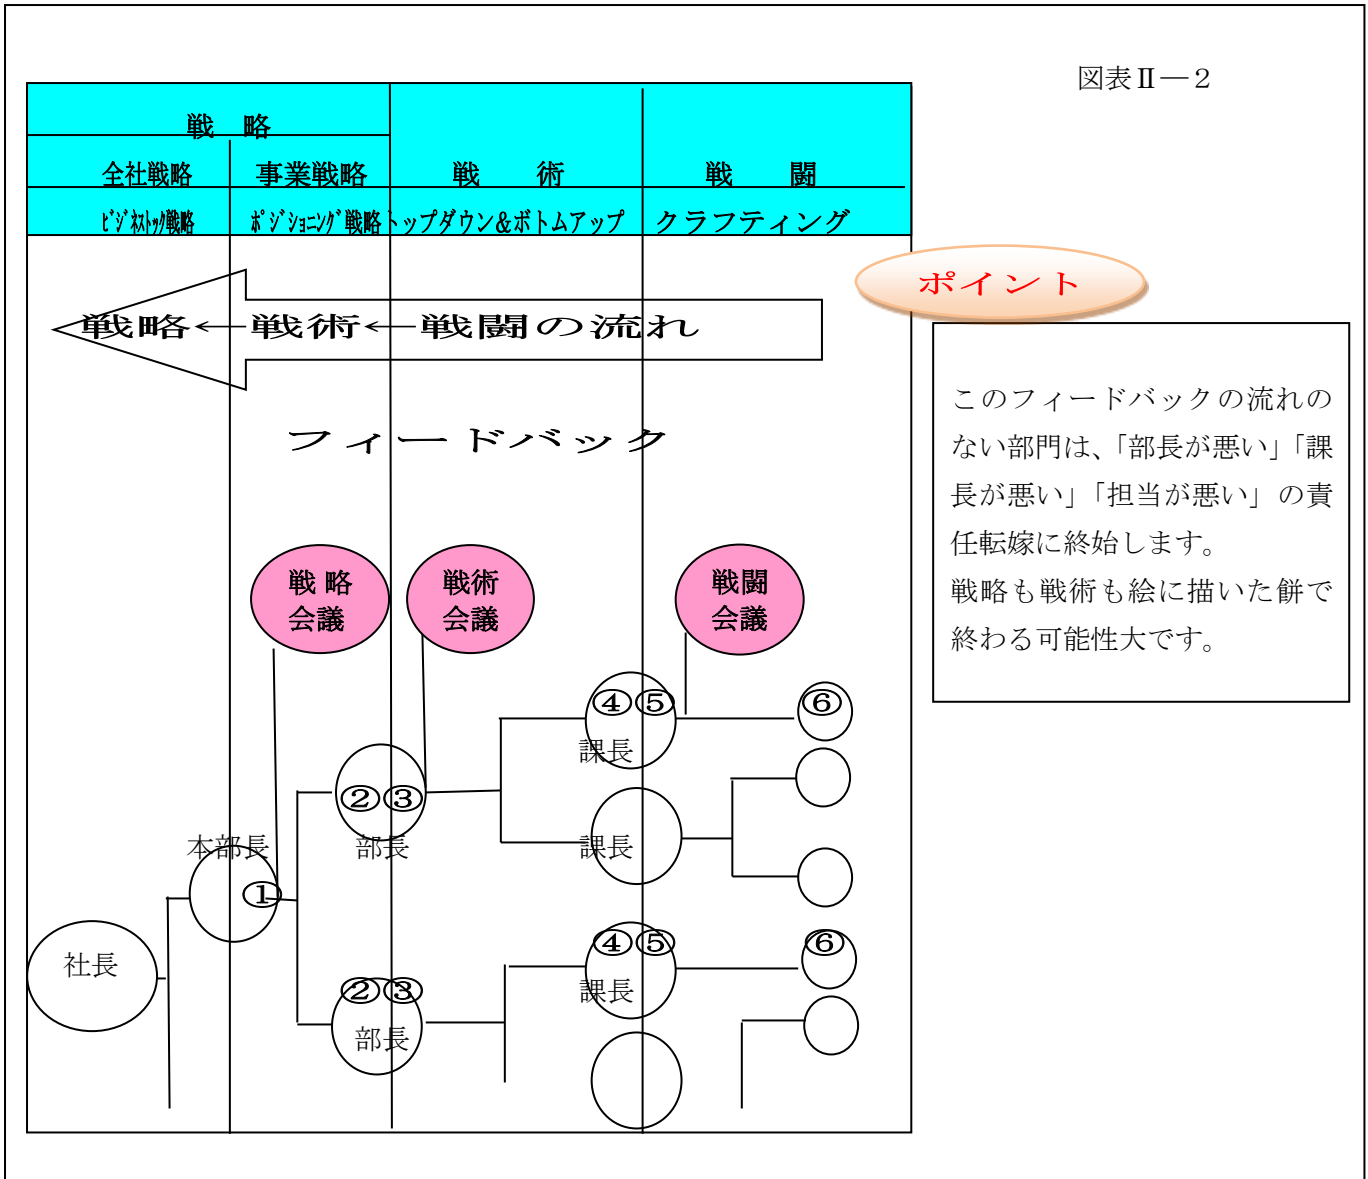 図表Ⅱ―２
戦　略
全社戦略　事業戦略　戦　術　戦　闘
ﾋﾞｼﾞﾈｽﾄｯｸ戦略　ﾎﾟｼﾞｼｮﾆﾝｸﾞ戦略　トップダウン＆ボトムアップ　クラフティング
ポイント
戦略←戦術←戦闘の流れ
フィードバック
このフィードバックの流れの
ない部門は、「部長が悪い」「課
長が悪い」「担当が悪い」の責
任転嫁に終始します。
戦略も戦術も絵に描いた餅で
終わる可能性大です。
戦略
会議
戦術
会議
戦闘
会議
④⑤
⑥
課長
②③
本部長
部長
課長
①
社長
④⑤
⑥
課長
②③
部長